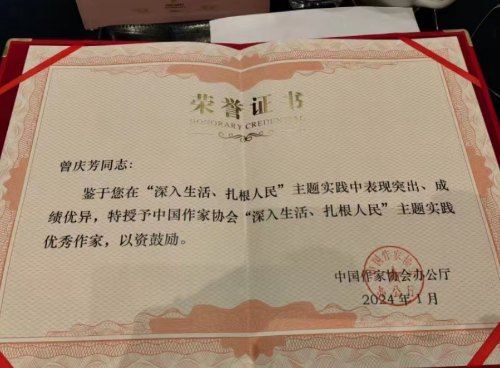 荣誉证书
HONORARY CREDENTIAL
曾庆芳同志：
鉴于您在“深入生活、扎根人民”主题实践中表现突出、成
绩优异，特授予中国作家协会“深入生活、扎根人民”主题实践
优秀作家，以资鼓励。
中国作家协会办公厅
2024年1月